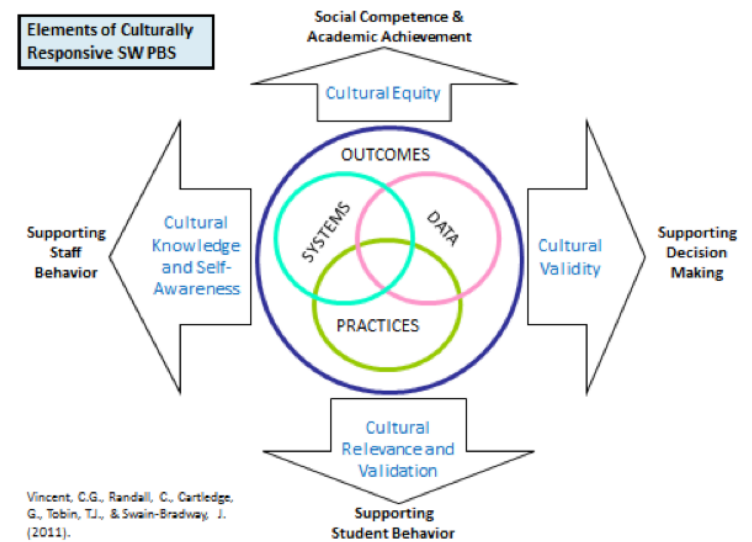 Elements of Culturally
Responsive SW PBS
Social Competence &
Academic Achievement
Cultural Equity
OUTCOMES
SYSTEMS
DATA
PRACTICES
Supporting
Staff
Behavior
Cultural
Knowledge
and Self-
Awareness
Cultural
Validity
Supporting
Decision
Making
Cultural
Relevance and
Validation
Supporting
Student Behavior
Vincent, C.G., Randall, C., Cartledge,
G., Tobin, T.J., & Swain-Bradway, J.
(2011).